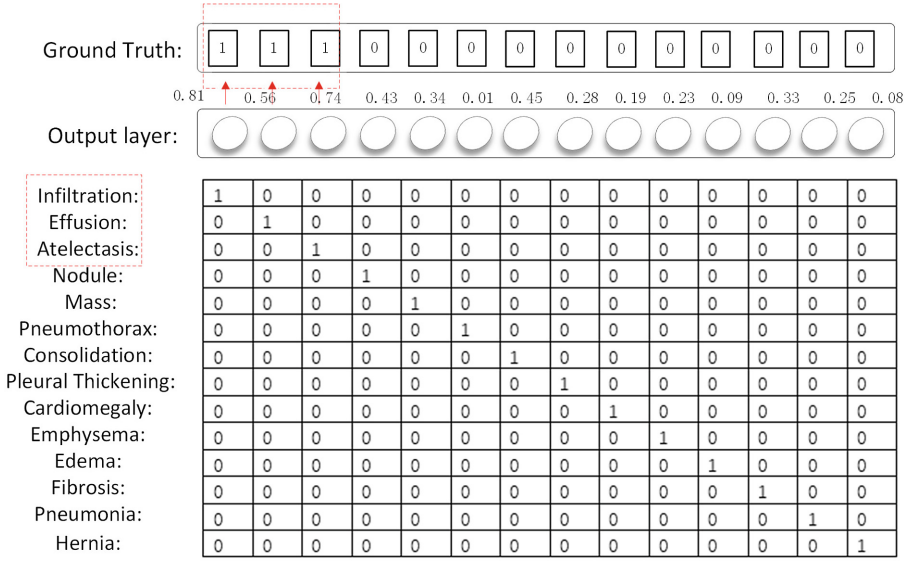 Ground Truth: 1 1 1 0 0 0 0 0 0 0 0 0 0 0
0.81 0.56 0.74 0.43 0.34 0.01 0.45 0.28 0.19 0.23 0.09 0.33 0.25 0.08
Output layer:
Infiltration: 1 0 0 0 0 0 0 0 0 0 0 0 0 0
Effusion: 0 1 0 0 0 0 0 0 0 0 0 0 0 0
Atelectasis: 0 0 1 0 0 0 0 0 0 0 0 0 0 0
Nodule: 0 0 0 1 0 0 0 0 0 0 0 0 0 0
Mass: 0 0 0 0 1 0 0 0 0 0 0 0 0 0
Pneumothorax: 0 0 0 0 0 1 0 0 0 0 0 0 0 0
Consolidation: 0 0 0 0 0 0 1 0 0 0 0 0 0 0
Pleural Thickening: 0 0 0 0 0 0 0 1 0 0 0 0 0 0
Cardiomegaly: 0 0 0 0 0 0 0 0 1 0 0 0 0 0
Emphysema: 0 0 0 0 0 0 0 0 0 1 0 0 0 0
Edema: 0 0 0 0 0 0 0 0 0 0 1 0 0 0
Fibrosis: 0 0 0 0 0 0 0 0 0 0 0 1 0 0
Pneumonia: 0 0 0 0 0 0 0 0 0 0 0 0 1 0
Hernia: 0 0 0 0 0 0 0 0 0 0 0 0 0 1